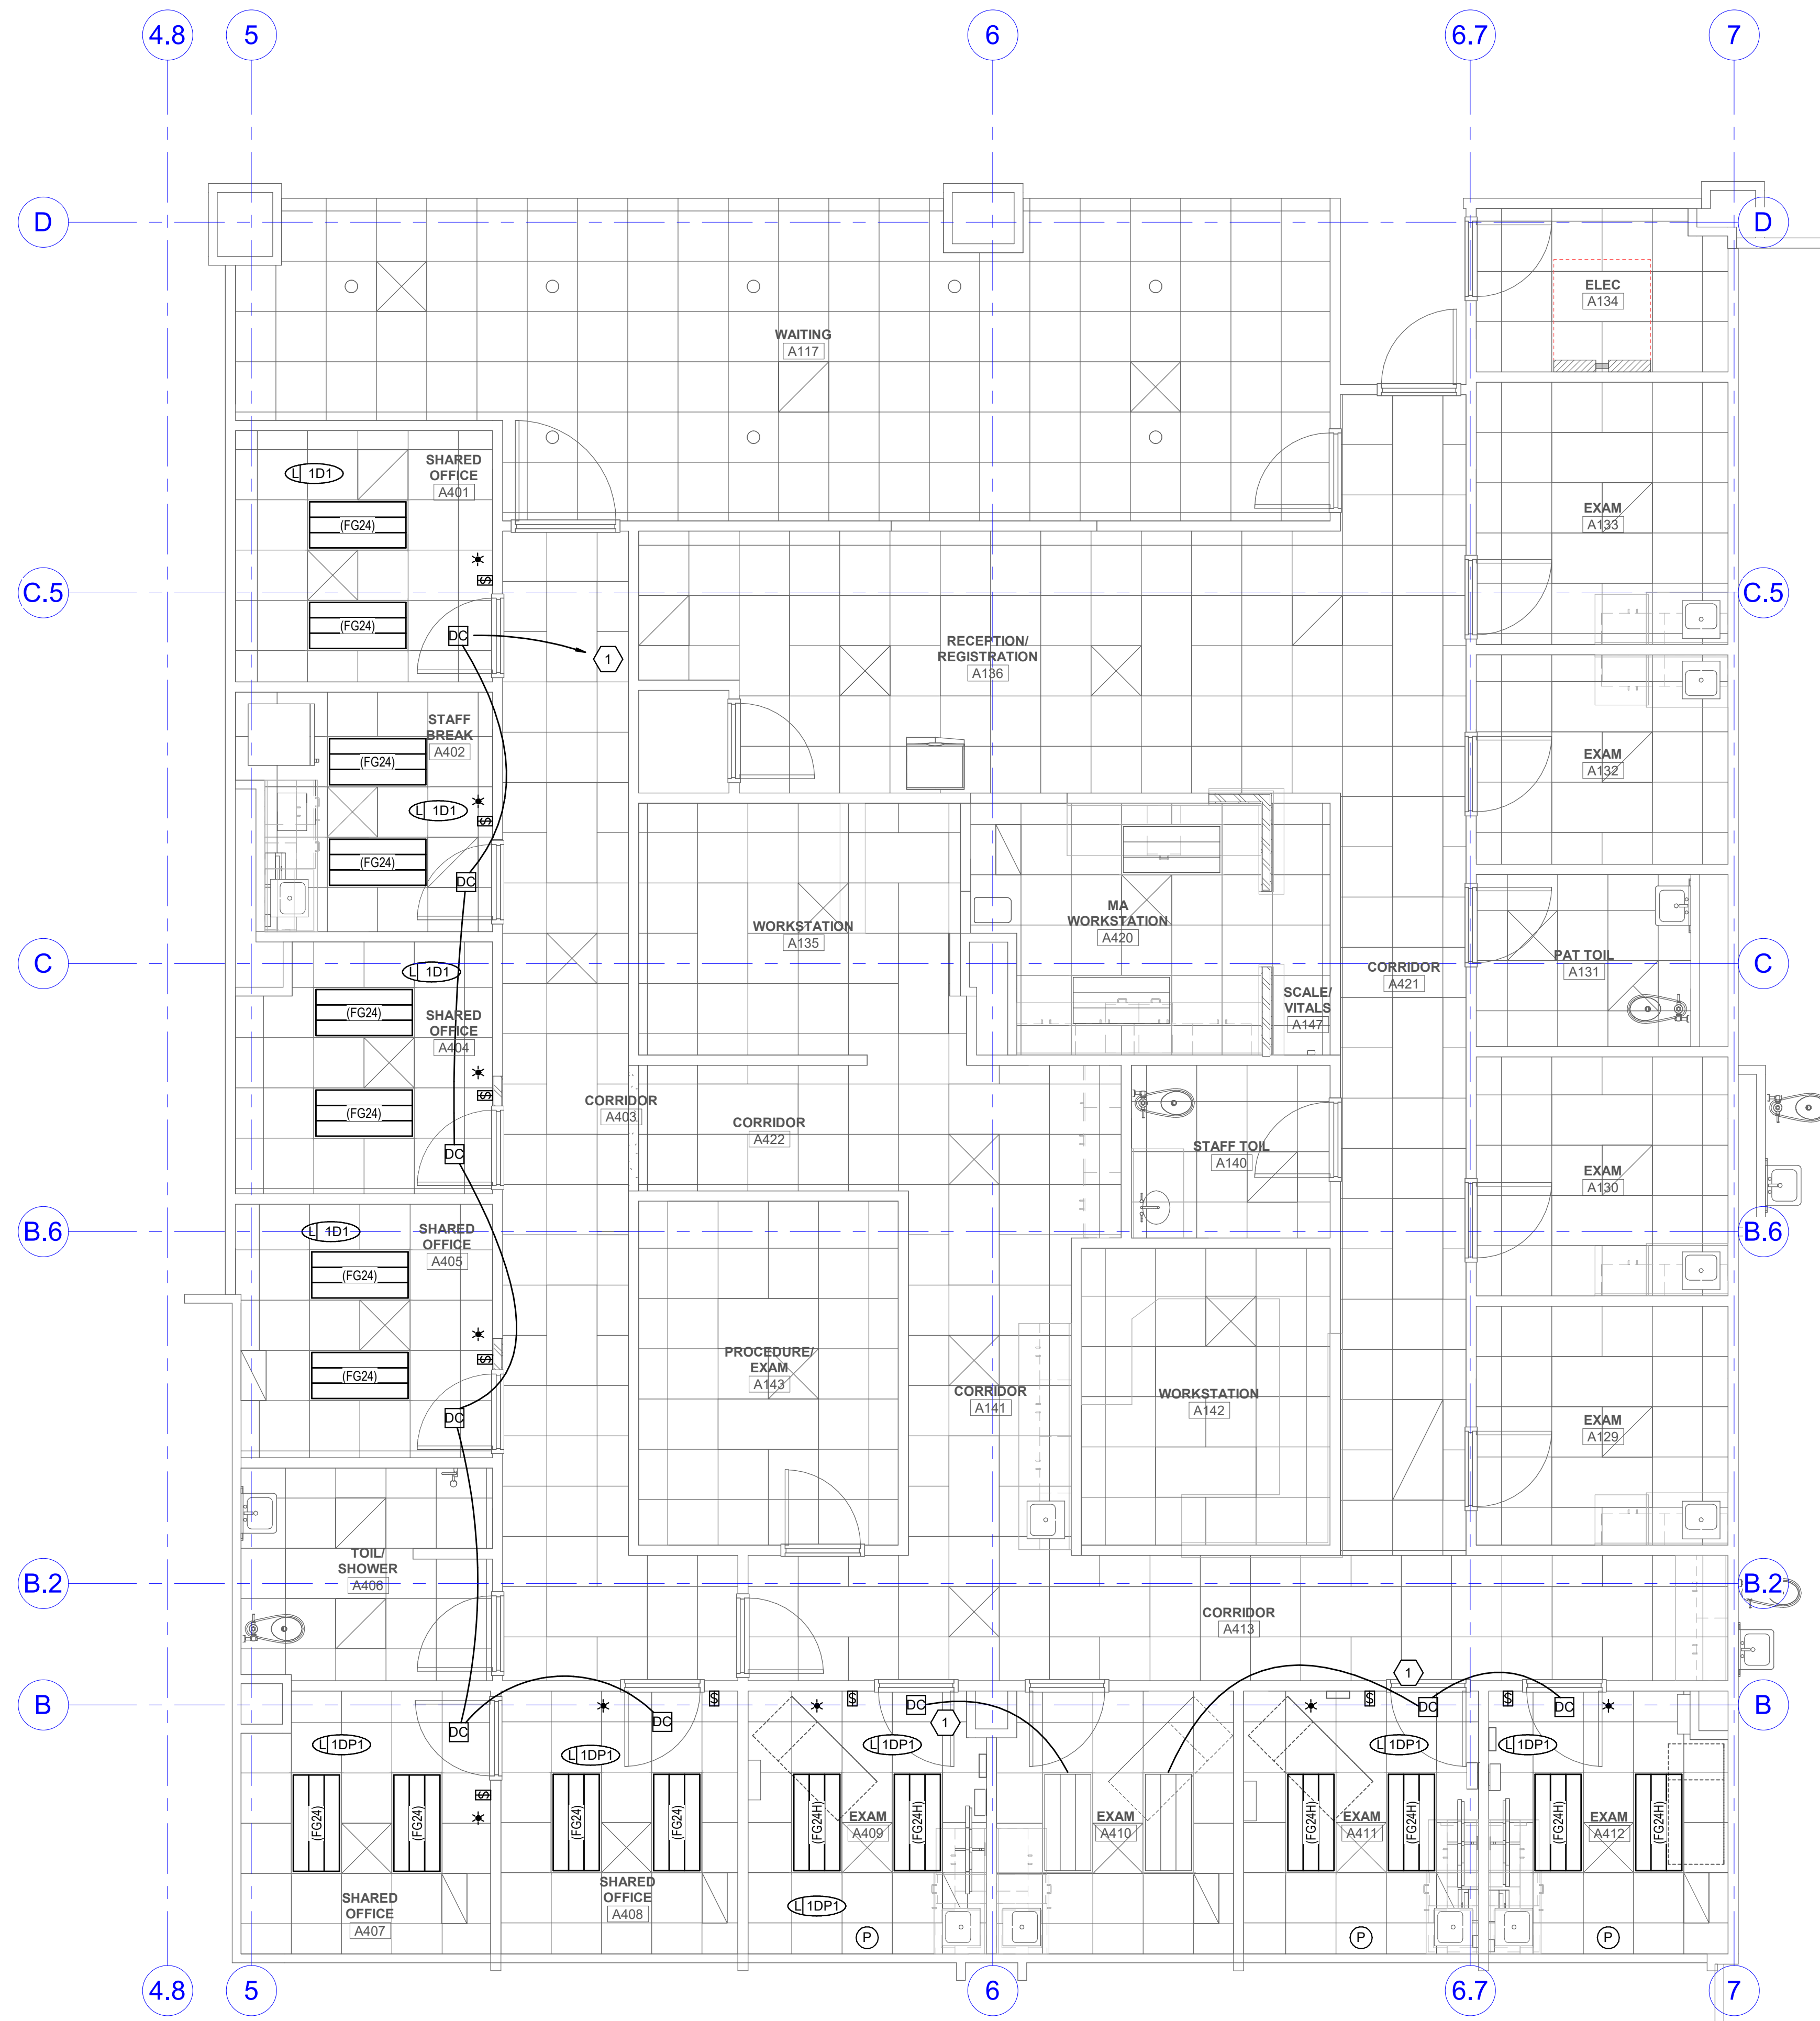 4.8
5
6
6.7
7
D
D
ELEC
A134
WAITING
A117
L 1D1
SHARED
OFFICE
A401
(FG24)
EXAM
A133
C.5
C.5
(FG24)
DC
1
RECEPTION/
REGISTRATION
A136
STAFF
BREAK
A402
(FG24)
EXAM
A132
L 1D1
$
(FG24)
DC
MA
WORKSTATION
A420
WORKSTATION
A135
C
C
L 1D1
PAT TOIL
A131
CORRIDOR
A421
SCALE/
VITALS
A147
(FG24)
SHARED
OFFICE
A404
$
(FG24)
CORRIDOR
A403
CORRIDOR
A422
DC
STAFF TOIL
A140
EXAM
A130
B.6
B.6
L 1D1
SHARED
OFFICE
A405
(FG24)
$
(FG24)
PROCEDURE/
EXAM
A143
CORRIDOR
A141
WORKSTATION
A142
DC
EXAM
A129
TOIL/
SHOWER
A406
B.2
B.2
CORRIDOR
A413
B
B
1
$
$
$
$
DC
DC
DC
DC
DC
1
L 1DP1
L 1DP1
L 1DP1
L 1DP1
L 1DP1
$
(FG24)
(FG24)
(FG24)
(FG24)
(FG24H)
(FG24H)
(FG24H)
(FG24H)
(FG24H)
(FG24H)
EXAM
A409
EXAM
A410
EXAM
A411
EXAM
A412
SHARED
OFFICE
A407
SHARED
OFFICE
A408
L 1DP1
P
P
P
4.8
5
6
6.7
7